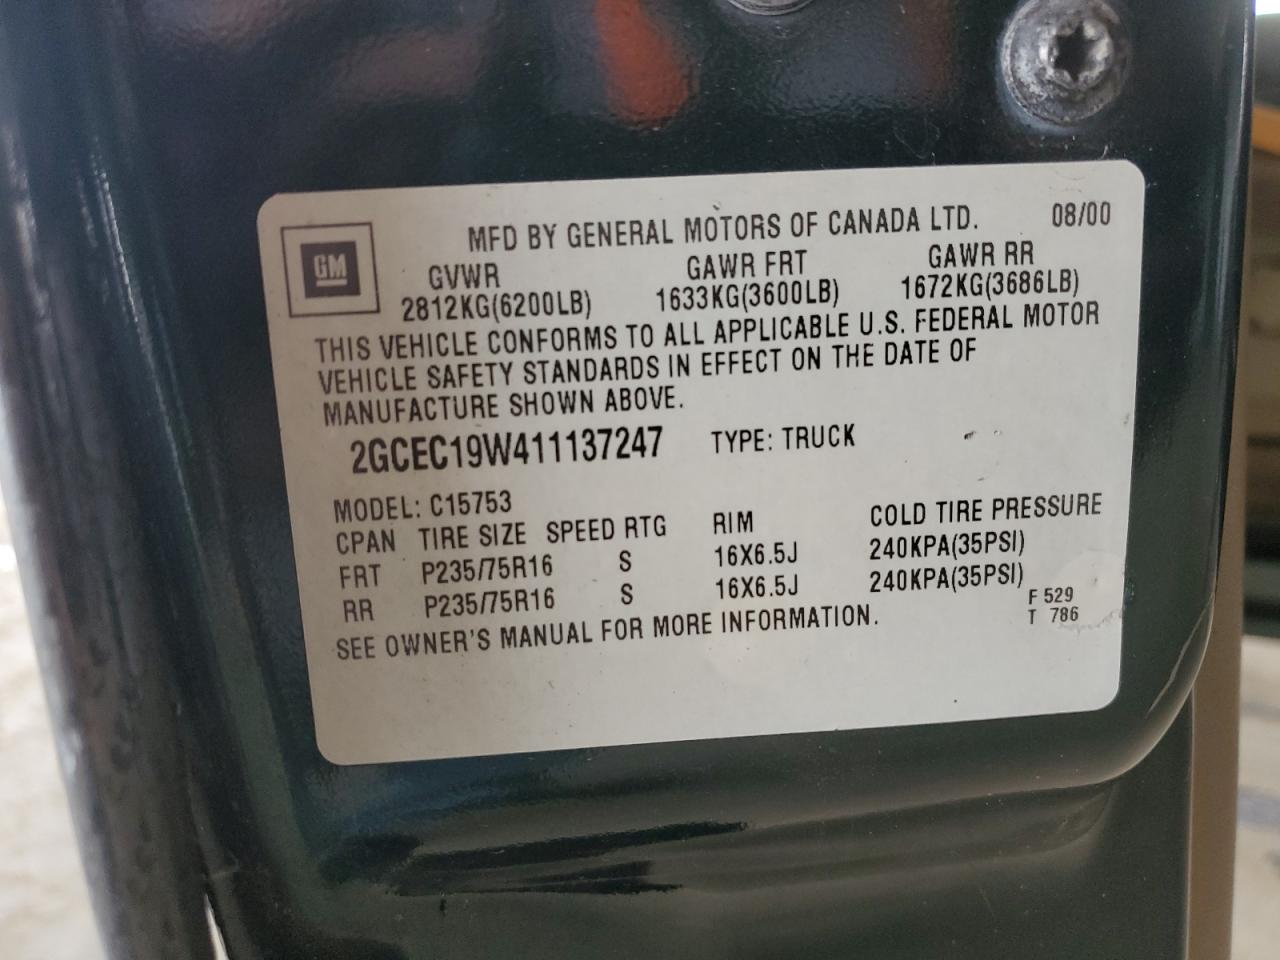 MFD BY GENERAL MOTORS OF CANADA LTD. 08/00
GM
GVWR GAWR FRT GAWR RR
2812KG(6200LB) 1633KG(3600LB) 1672KG(3686LB)
THIS VEHICLE CONFORMS TO ALL APPLICABLE U.S. FEDERAL MOTOR
VEHICLE SAFETY STANDARDS IN EFFECT ON THE DATE OF
MANUFACTURE SHOWN ABOVE.
2GCEC19W411137247 TYPE: TRUCK
MODEL: C15753
CPAN TIRE SIZE SPEED RTG RIM COLD TIRE PRESSURE
FRT P235/75R16 S 16X6.5J 240KPA(35PSI)
RR P235/75R16 S 16X6.5J 240KPA(35PSI)
SEE OWNER'S MANUAL FOR MORE INFORMATION.
F 529
T 786